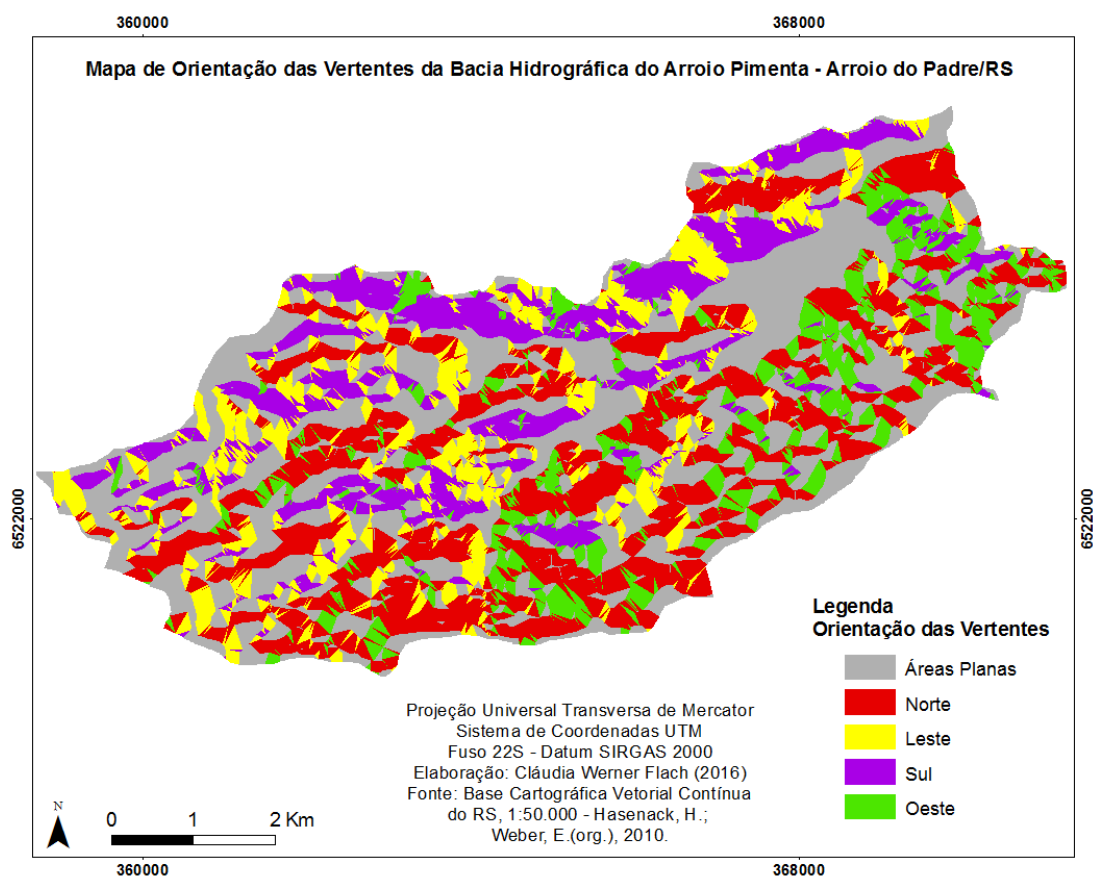 360000
368000
Mapa de Orientação das Vertentes da Bacia Hidrográfica do Arroio Pimenta - Arroio do Padre/RS
6522000
6522000
Legenda
Orientação das Vertentes
Áreas Planas
Norte
Leste
Sul
Oeste
Projeção Universal Transversa de Mercator
Sistema de Coordenadas UTM
Fuso 22S - Datum SIRGAS 2000
Elaboração: Cláudia Werner Flach (2016)
Fonte: Base Cartográfica Vetorial Contínua
do RS, 1:50.000 - Hasenack, H.;
Weber, E.(org.), 2010.
N
0 1 2 Km
360000
368000